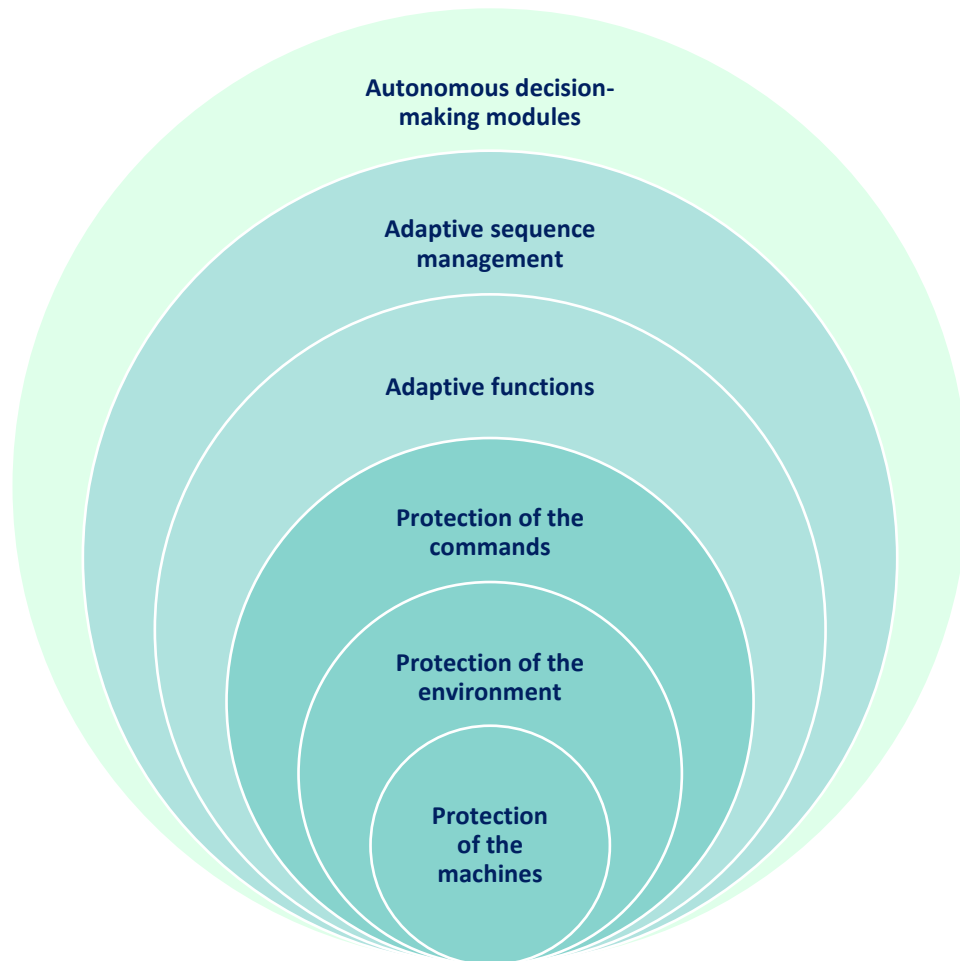 Autonomous decision-
making modules
Adaptive sequence
management
Adaptive functions
Protection of the
commands
Protection of the
environment
Protection
of the
machines